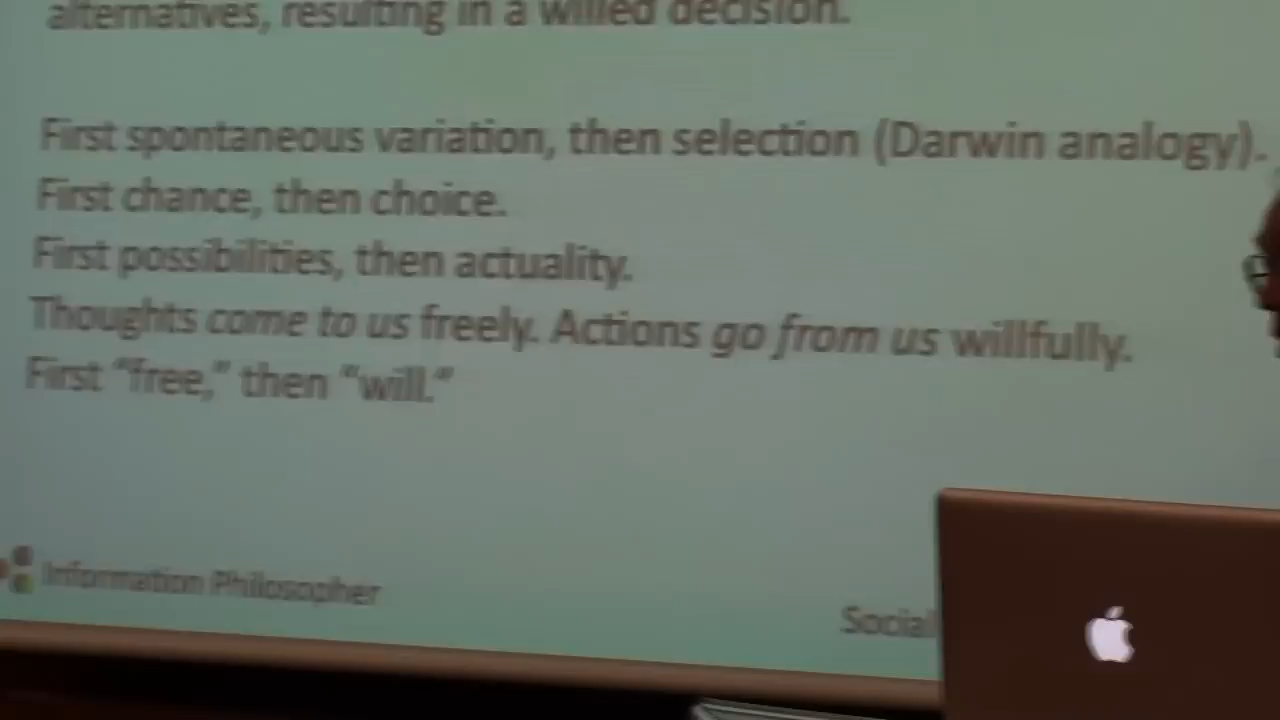 alternatives, resulting in a willed decision.
First spontaneous variation, then selection (Darwin analogy).
First chance, then choice.
First possibilities, then actuality.
Thoughts come to us freely. Actions go from us willfully.
First “free,” then “will.”
Information Philosopher
Social